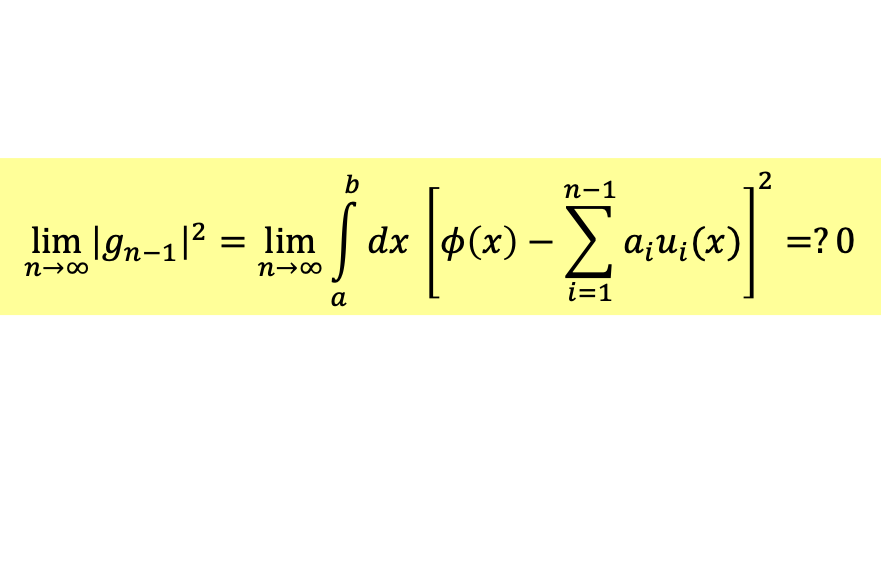 lim_{n→∞} |g_{n−1}|² = lim_{n→∞} ∫_a^b dx [ϕ(x) − ∑_{i=1}^{n−1} a_i u_i(x)]² =? 0